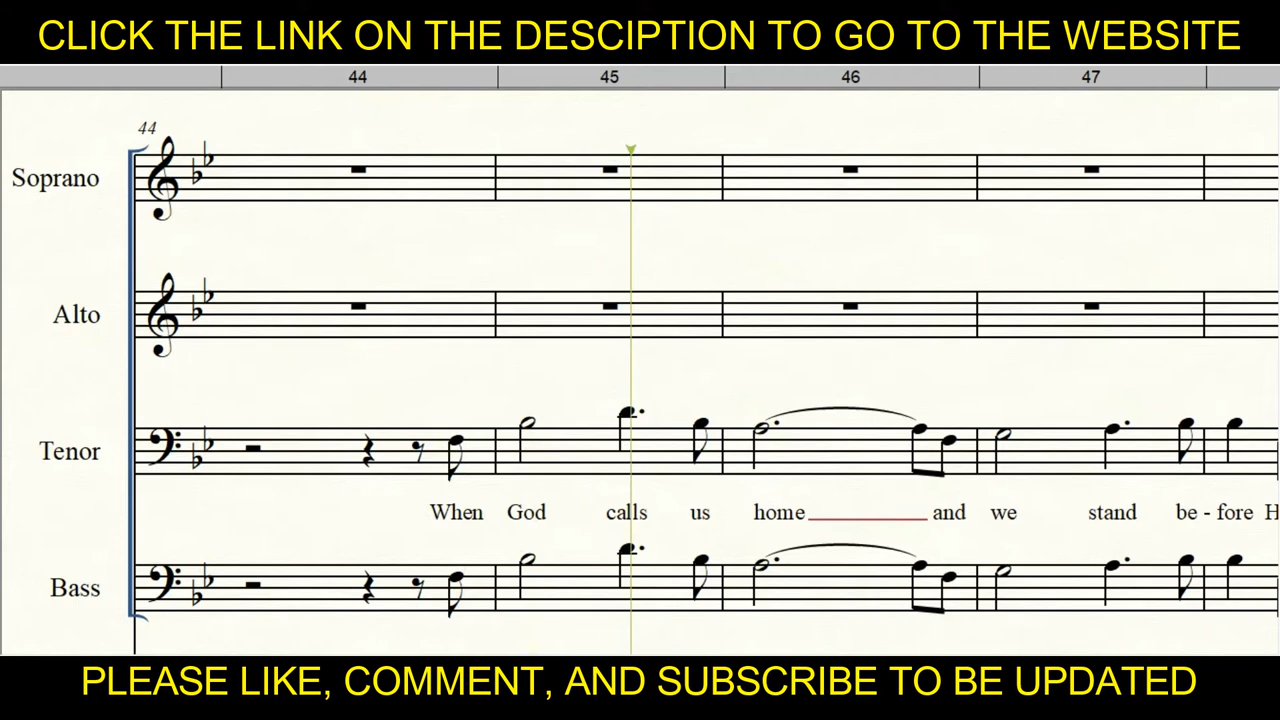 CLICK THE LINK ON THE DESCIPTION TO GO TO THE WEBSITE
44 45 46 47
44
Soprano
Alto
Tenor
When God calls us home and we stand be - fore H
Bass
PLEASE LIKE, COMMENT, AND SUBSCRIBE TO BE UPDATED